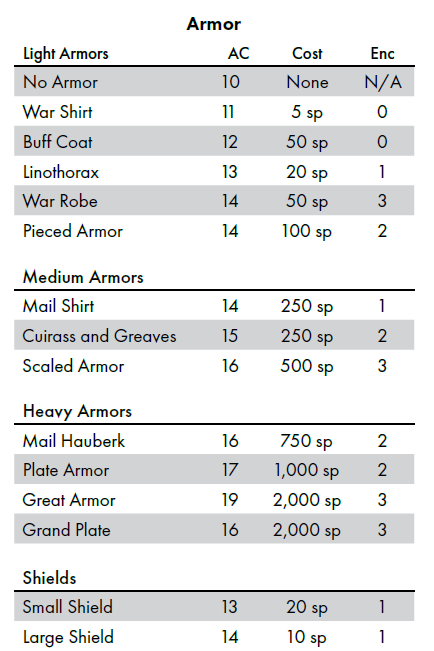 Armor
Light Armors AC Cost Enc
No Armor 10 None N/A
War Shirt 11 5 sp 0
Buff Coat 12 50 sp 0
Linothorax 13 20 sp 1
War Robe 14 50 sp 3
Pieced Armor 14 100 sp 2
Medium Armors
Mail Shirt 14 250 sp 1
Cuirass and Greaves 15 250 sp 2
Scaled Armor 16 500 sp 3
Heavy Armors
Mail Hauberk 16 750 sp 2
Plate Armor 17 1,000 sp 2
Great Armor 19 2,000 sp 3
Grand Plate 16 2,000 sp 3
Shields
Small Shield 13 20 sp 1
Large Shield 14 10 sp 1